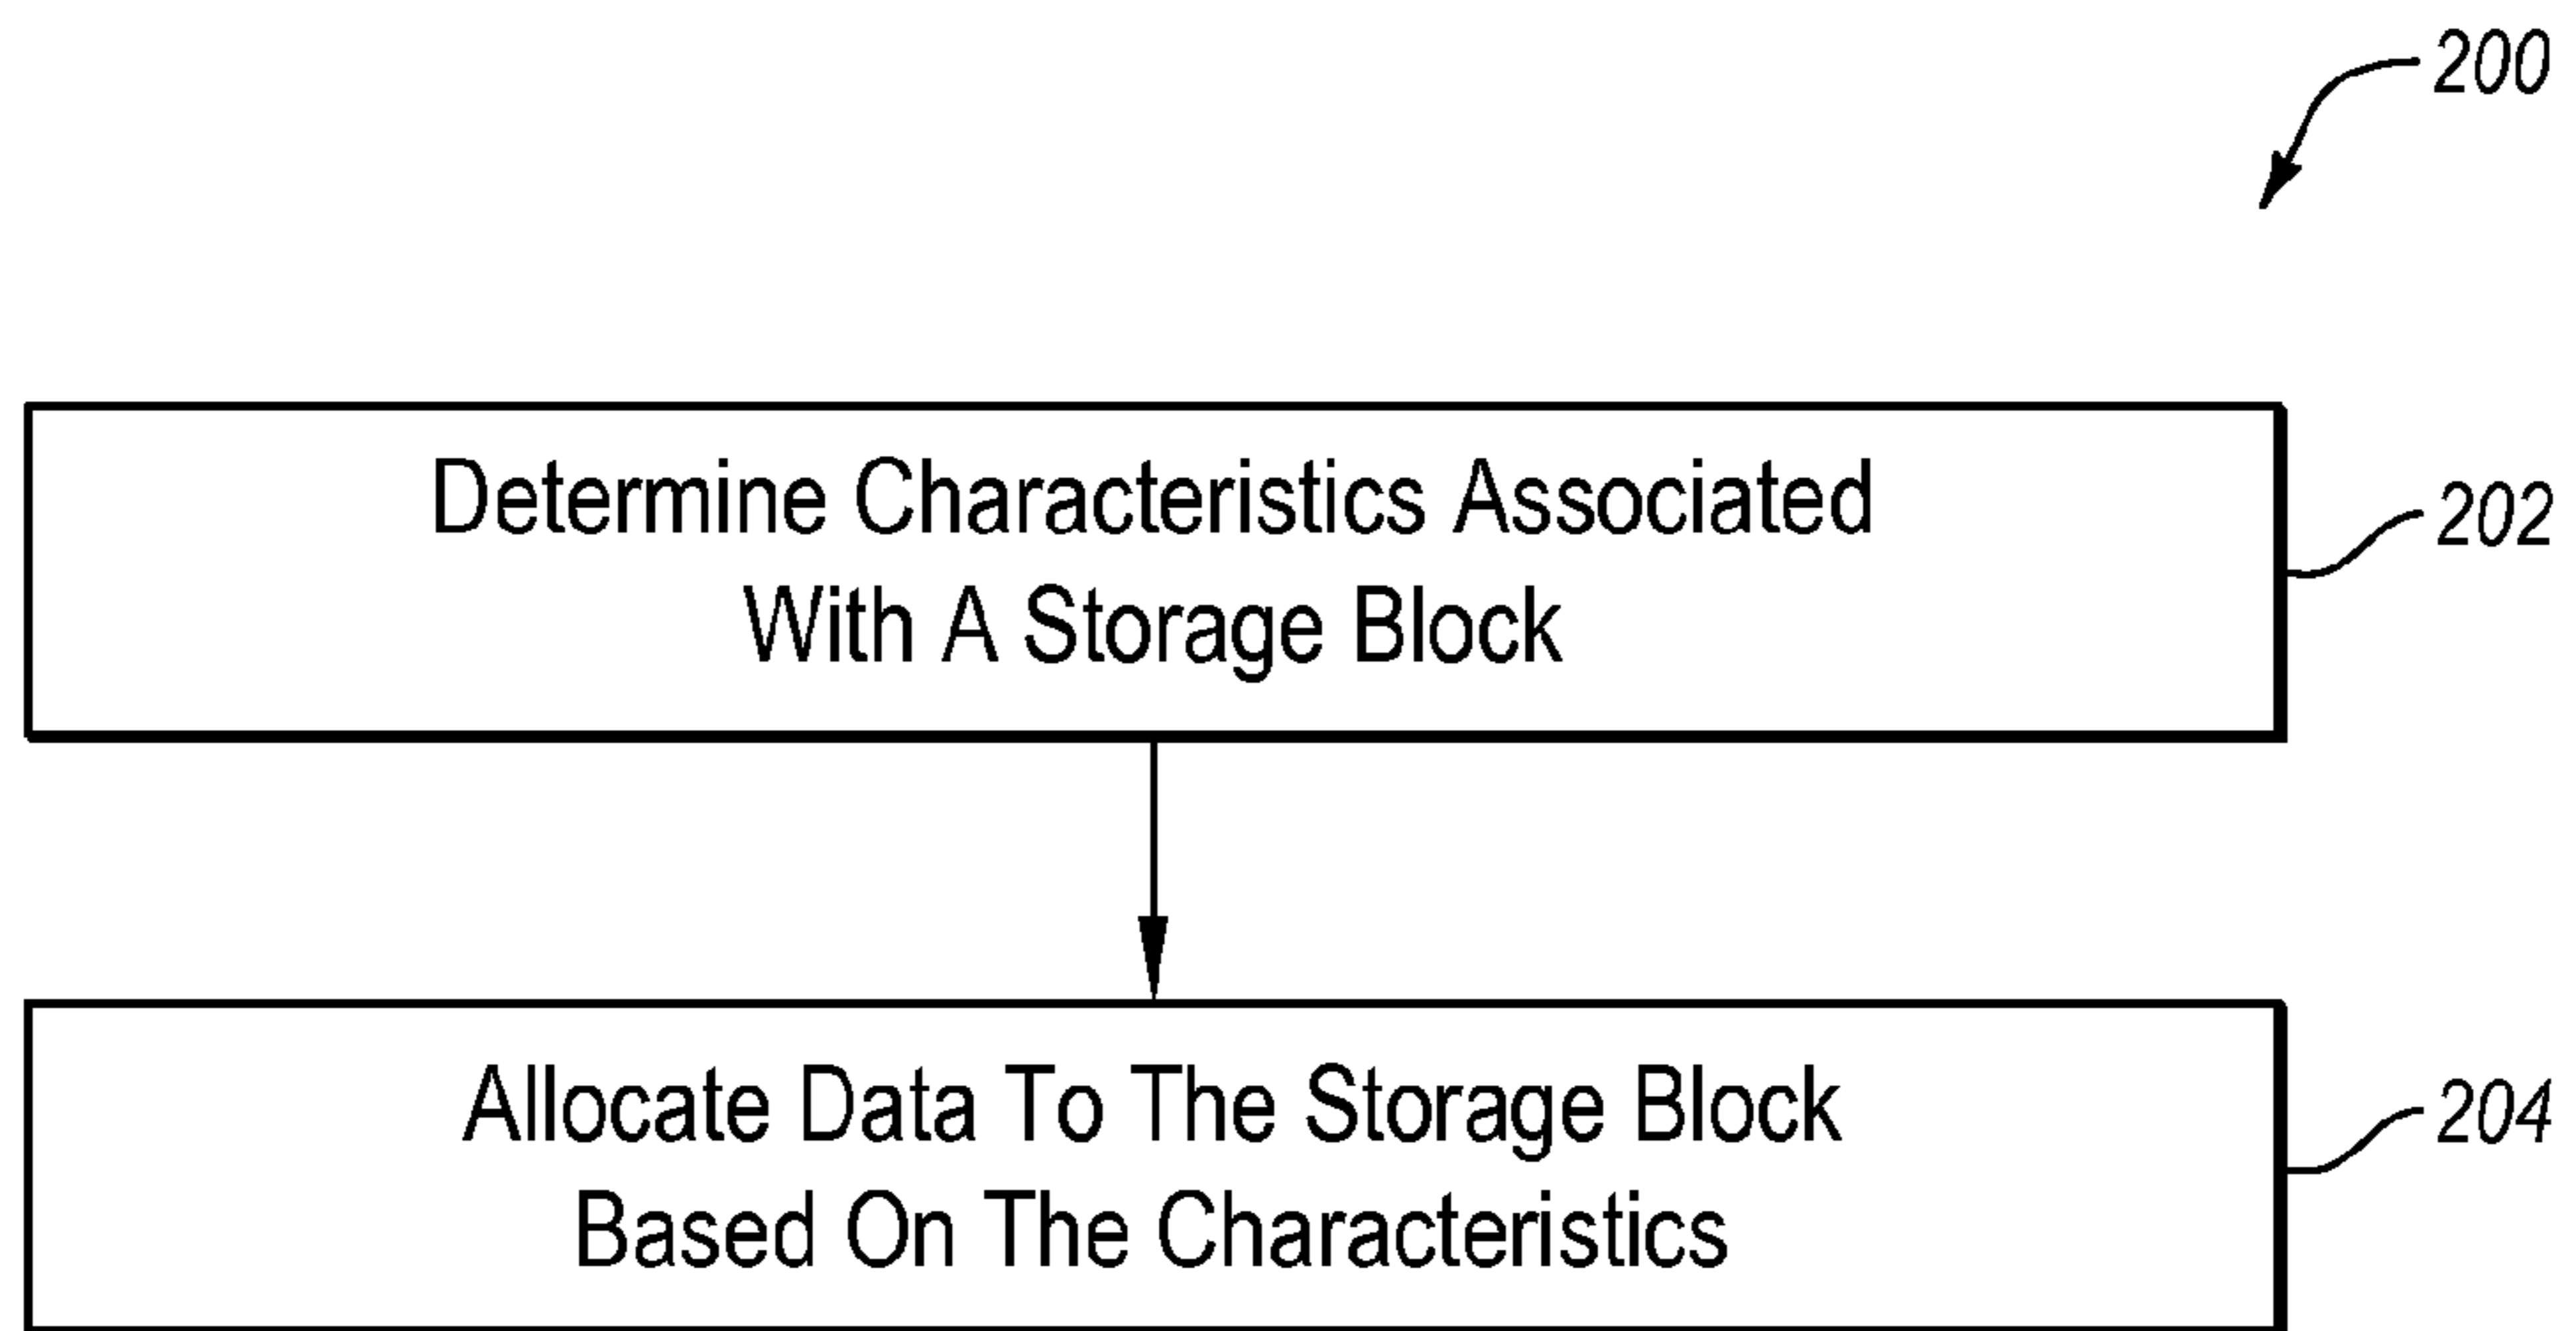 200
Determine Characteristics Associated
With A Storage Block
202
Allocate Data To The Storage Block
Based On The Characteristics
204